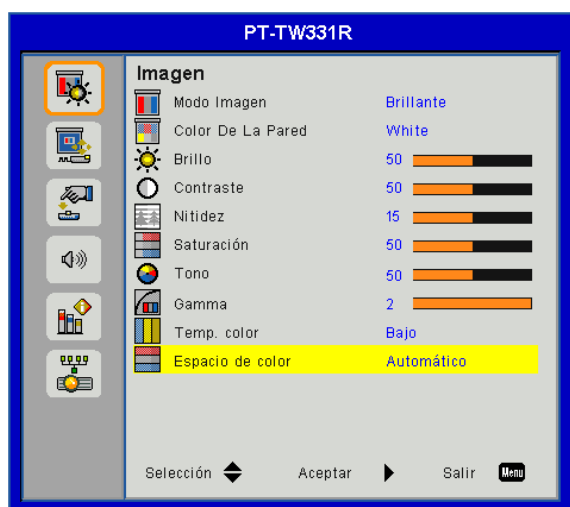 PT-TW331R
Imagen
Modo Imagen Brillante
Color De La Pared White
Brillo 50
Contraste 50
Nitidez 15
Saturación 50
Tono 50
Gamma 2
Temp. color Bajo
Espacio de color Automático
Selección Aceptar Salir Menu